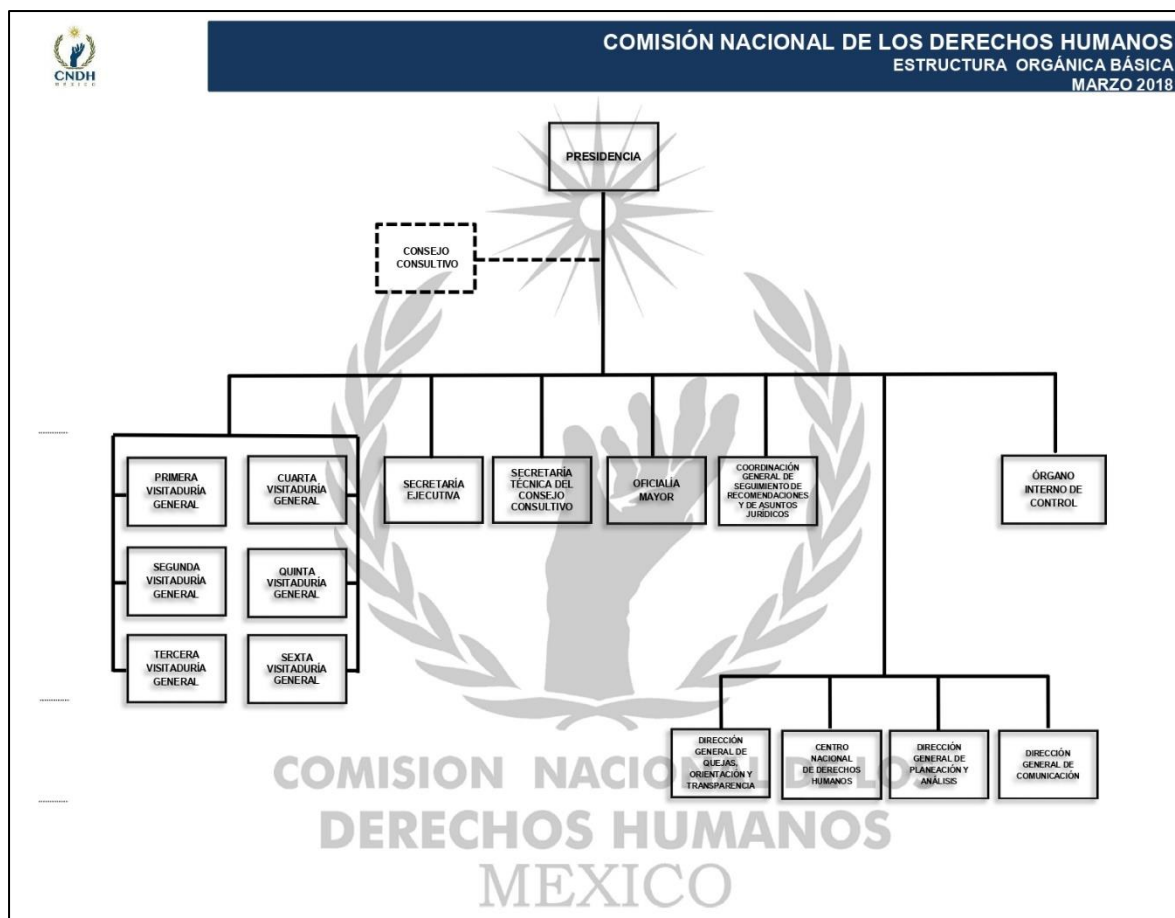 CNDH
MÉXICO
COMISIÓN NACIONAL DE LOS DERECHOS HUMANOS
ESTRUCTURA ORGÁNICA BÁSICA
MARZO 2018
PRESIDENCIA
CONSEJO
CONSULTIVO
PRIMERA
VISITADURÍA
GENERAL
CUARTA
VISITADURÍA
GENERAL
SEGUNDA
VISITADURÍA
GENERAL
QUINTA
VISITADURÍA
GENERAL
TERCERA
VISITADURÍA
GENERAL
SEXTA
VISITADURÍA
GENERAL
SECRETARÍA
EJECUTIVA
SECRETARÍA
TÉCNICA DEL
CONSEJO
CONSULTIVO
OFICIALÍA
MAYOR
COORDINACIÓN
GENERAL DE
SEGUIMIENTO DE
RECOMENDACIONES
Y DE ASUNTOS
JURÍDICOS
ÓRGANO
INTERNO DE
CONTROL
DIRECCIÓN
GENERAL DE
QUEJAS,
ORIENTACIÓN Y
TRANSPARENCIA
CENTRO
NACIONAL
DE DERECHOS
HUMANOS
DIRECCIÓN
GENERAL DE
PLANEACIÓN Y
ANÁLISIS
DIRECCIÓN
GENERAL DE
COMUNICACIÓN
COMISION NACIONAL DE LOS
DERECHOS HUMANOS
MEXICO